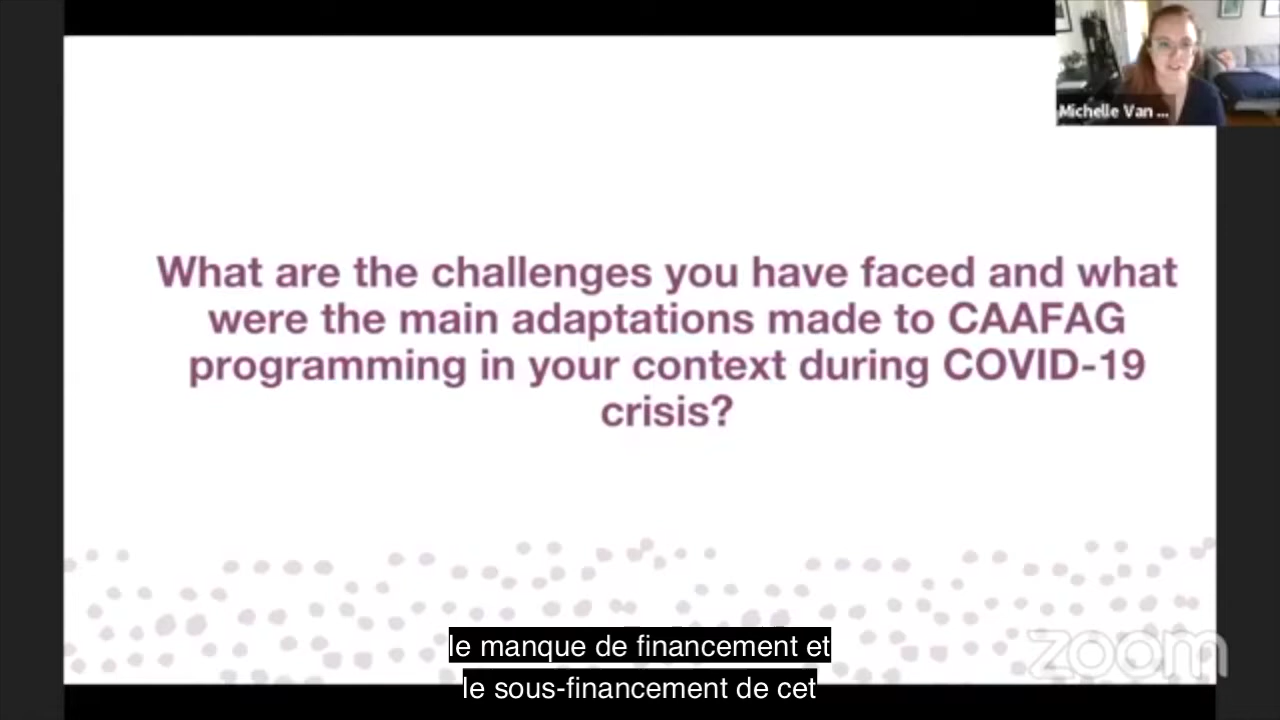 Michelle Van ...
What are the challenges you have faced and what
were the main adaptations made to CAAFAG
programming in your context during COVID-19
crisis?
le manque de financement et
le sous-financement de cet
zoom